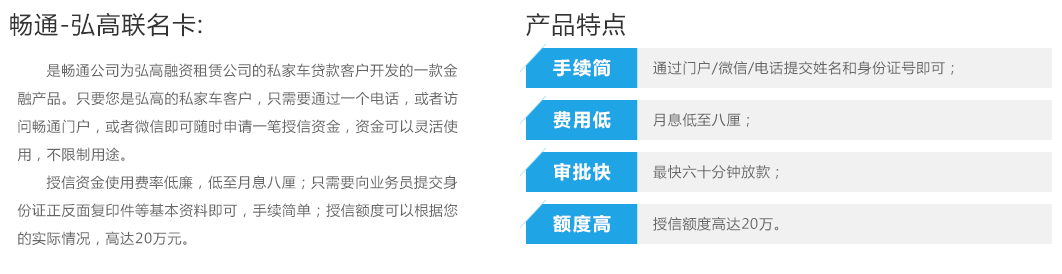 畅通-弘高联名卡:
是畅通公司为弘高融资租赁公司的私家车贷款客户开发的一款金
融产品。只要您是弘高的私家车客户，只需要通过一个电话，或者访
问畅通门户，或者微信即可随时申请一笔授信资金，资金可以灵活使
用，不限制用途。
授信资金使用费率低廉，低至月息八厘；只需要向业务员提交身
份证正反面复印件等基本资料即可，手续简单；授信额度可以根据您
的实际情况，高达20万元。
产品特点
手续简 通过门户/微信/电话提交姓名和身份证号即可；
费用低 月息低至八厘；
审批快 最快六十分钟放款；
额度高 授信额度高达20万。